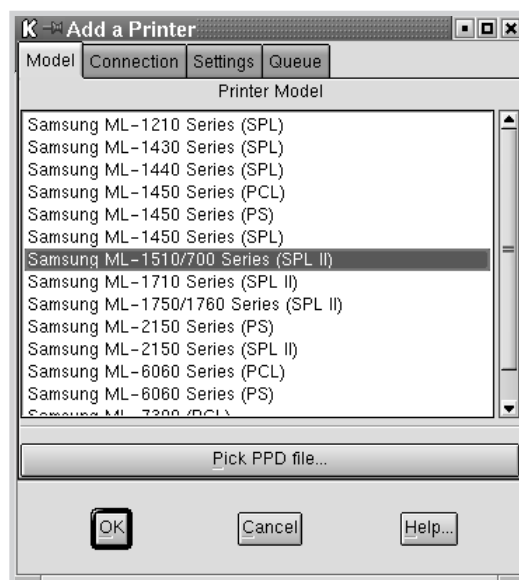 K Add a Printer
Model Connection Settings Queue
Printer Model
Samsung ML-1210 Series (SPL)
Samsung ML-1430 Series (SPL)
Samsung ML-1440 Series (SPL)
Samsung ML-1450 Series (PCL)
Samsung ML-1450 Series (PS)
Samsung ML-1450 Series (SPL)
Samsung ML-1510/700 Series (SPL II)
Samsung ML-1710 Series (SPL II)
Samsung ML-1750/1760 Series (SPL II)
Samsung ML-2150 Series (PS)
Samsung ML-2150 Series (SPL II)
Samsung ML-6060 Series (PCL)
Samsung ML-6060 Series (PS)
Samsung ML-7300 (PCL)
Pick PPD file...
OK Cancel Help...